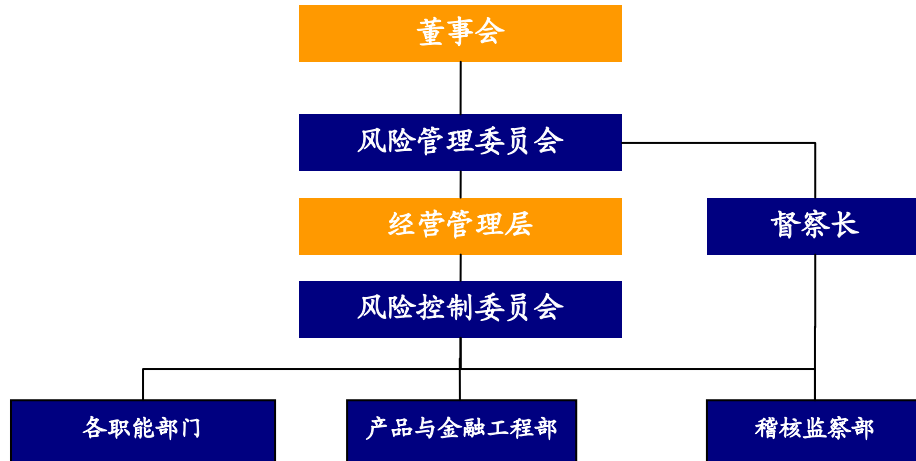 董事会
风险管理委员会
经营管理层
督察长
风险控制委员会
各职能部门
产品与金融工程部
稽核监察部